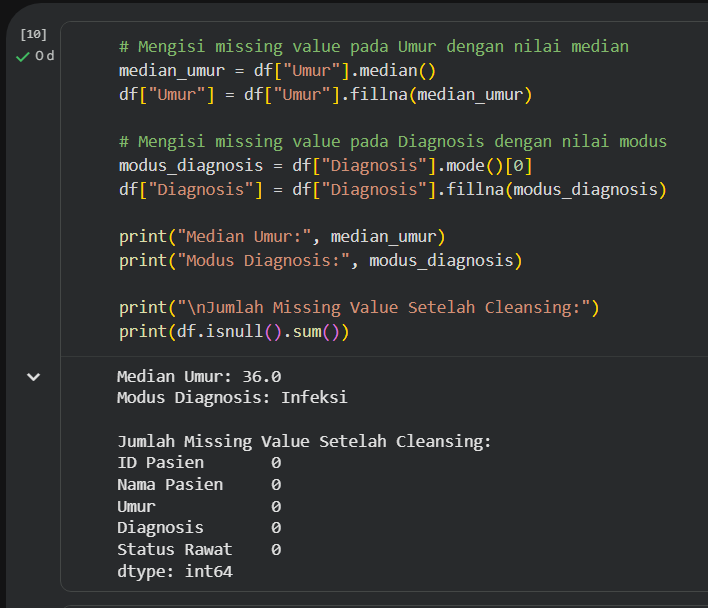 [10]
0 d
# Mengisi missing value pada Umur dengan nilai median
median_umur = df["Umur"].median()
df["Umur"] = df["Umur"].fillna(median_umur)
# Mengisi missing value pada Diagnosis dengan nilai modus
modus_diagnosis = df["Diagnosis"].mode()[0]
df["Diagnosis"] = df["Diagnosis"].fillna(modus_diagnosis)
print("Median Umur:", median_umur)
print("Modus Diagnosis:", modus_diagnosis)
print("\nJumlah Missing Value Setelah Cleansing:")
print(df.isnull().sum())
Median Umur: 36.0
Modus Diagnosis: Infeksi
Jumlah Missing Value Setelah Cleansing:
ID Pasien 0
Nama Pasien 0
Umur 0
Diagnosis 0
Status Rawat 0
dtype: int64